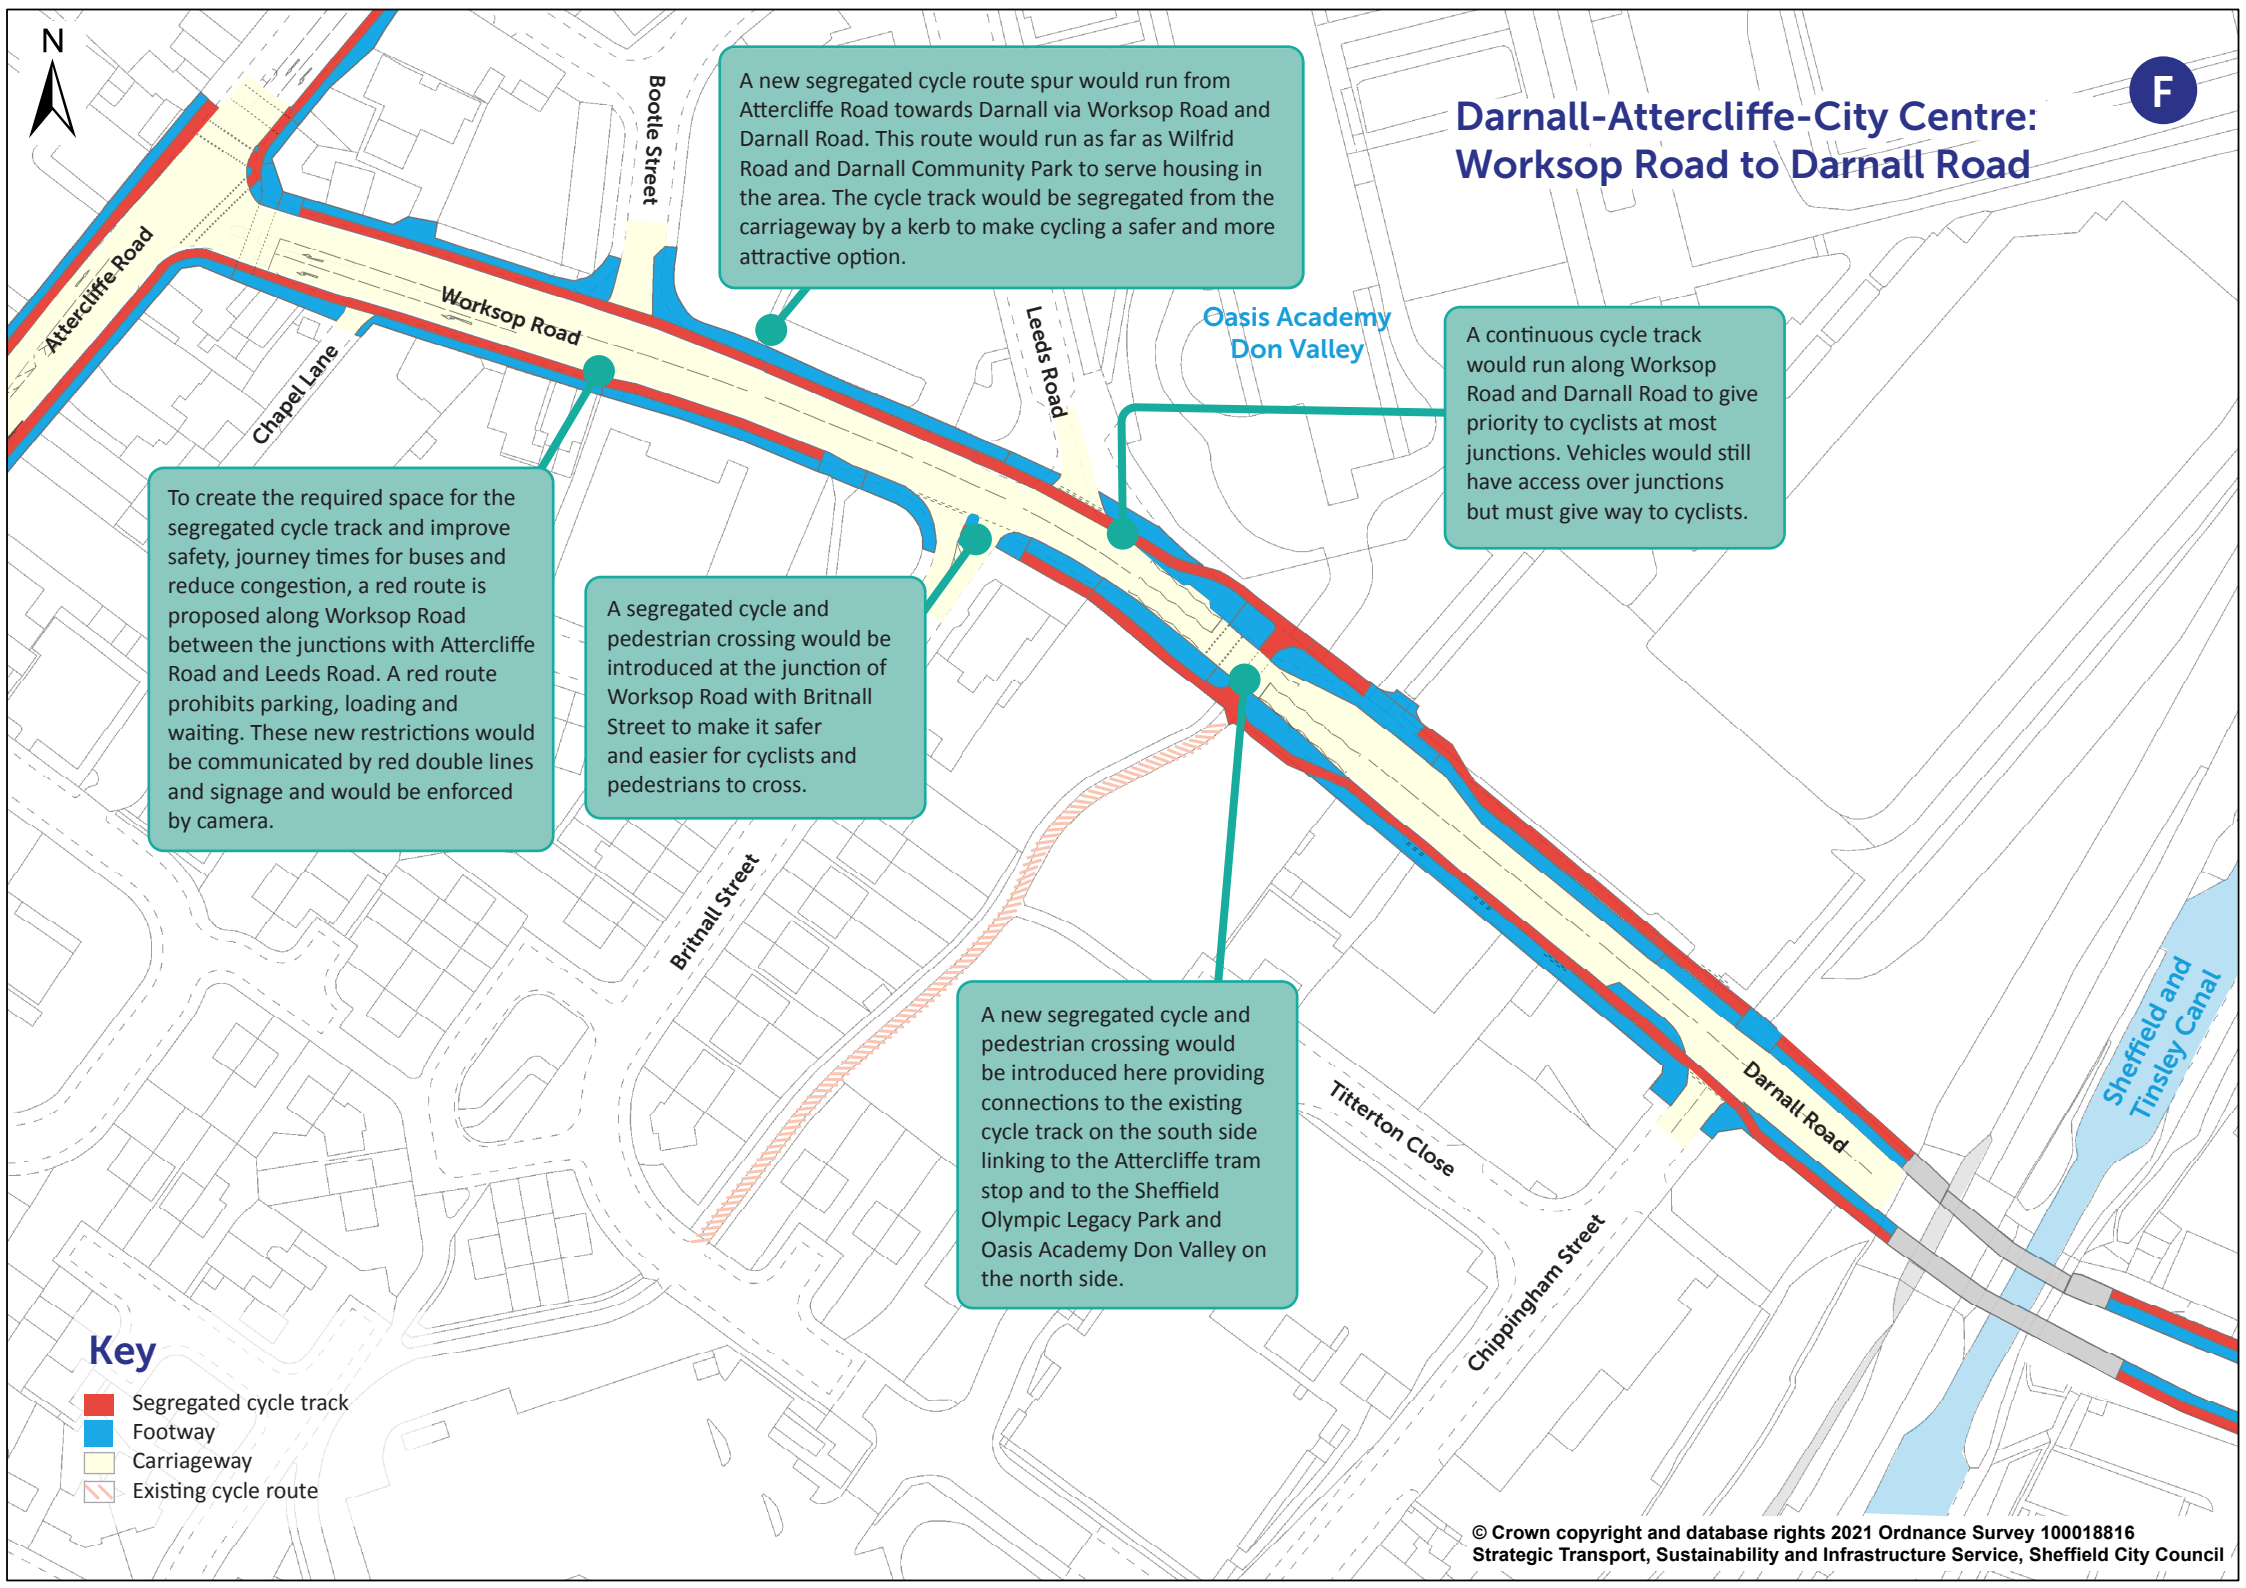 N
Darnall-Attercliffe-City Centre:
Worksop Road to Darnall Road
F
A new segregated cycle route spur would run from
Attercliffe Road towards Darnall via Worksop Road and
Darnall Road. This route would run as far as Wilfrid
Road and Darnall Community Park to serve housing in
the area. The cycle track would be segregated from the
carriageway by a kerb to make cycling a safer and more
attractive option.
Bootle Street
Attercliffe Road
Worksop Road
Chapel Lane
Leeds Road
Oasis Academy
Don Valley
A continuous cycle track
would run along Worksop
Road and Darnall Road to give
priority to cyclists at most
junctions. Vehicles would still
have access over junctions
but must give way to cyclists.
To create the required space for the
segregated cycle track and improve
safety, journey times for buses and
reduce congestion, a red route is
proposed along Worksop Road
between the junctions with Attercliffe
Road and Leeds Road. A red route
prohibits parking, loading and
waiting. These new restrictions would
be communicated by red double lines
and signage and would be enforced
by camera.
A segregated cycle and
pedestrian crossing would be
introduced at the junction of
Worksop Road with Britnall
Street to make it safer
and easier for cyclists and
pedestrians to cross.
Britnall Street
A new segregated cycle and
pedestrian crossing would
be introduced here providing
connections to the existing
cycle track on the south side
linking to the Attercliffe tram
stop and to the Sheffield
Olympic Legacy Park and
Oasis Academy Don Valley on
the north side.
Sheffield and
Tinsley Canal
Darnall Road
Titterton Close
Chippingham Street
Key
Segregated cycle track
Footway
Carriageway
Existing cycle route
© Crown copyright and database rights 2021 Ordnance Survey 100018816
Strategic Transport, Sustainability and Infrastructure Service, Sheffield City Council